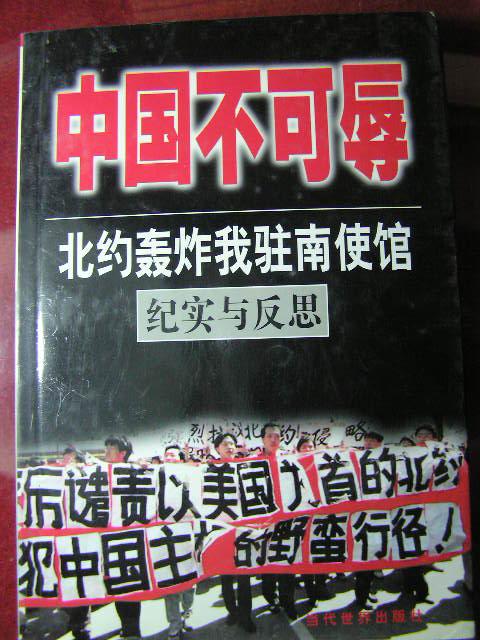 中国不可辱
北约轰炸我驻南使馆
纪实与反思
烈抗议北约侵略
厉谴责以美国为首的北约
犯中国主权的野蛮行径!
当代世界出版社